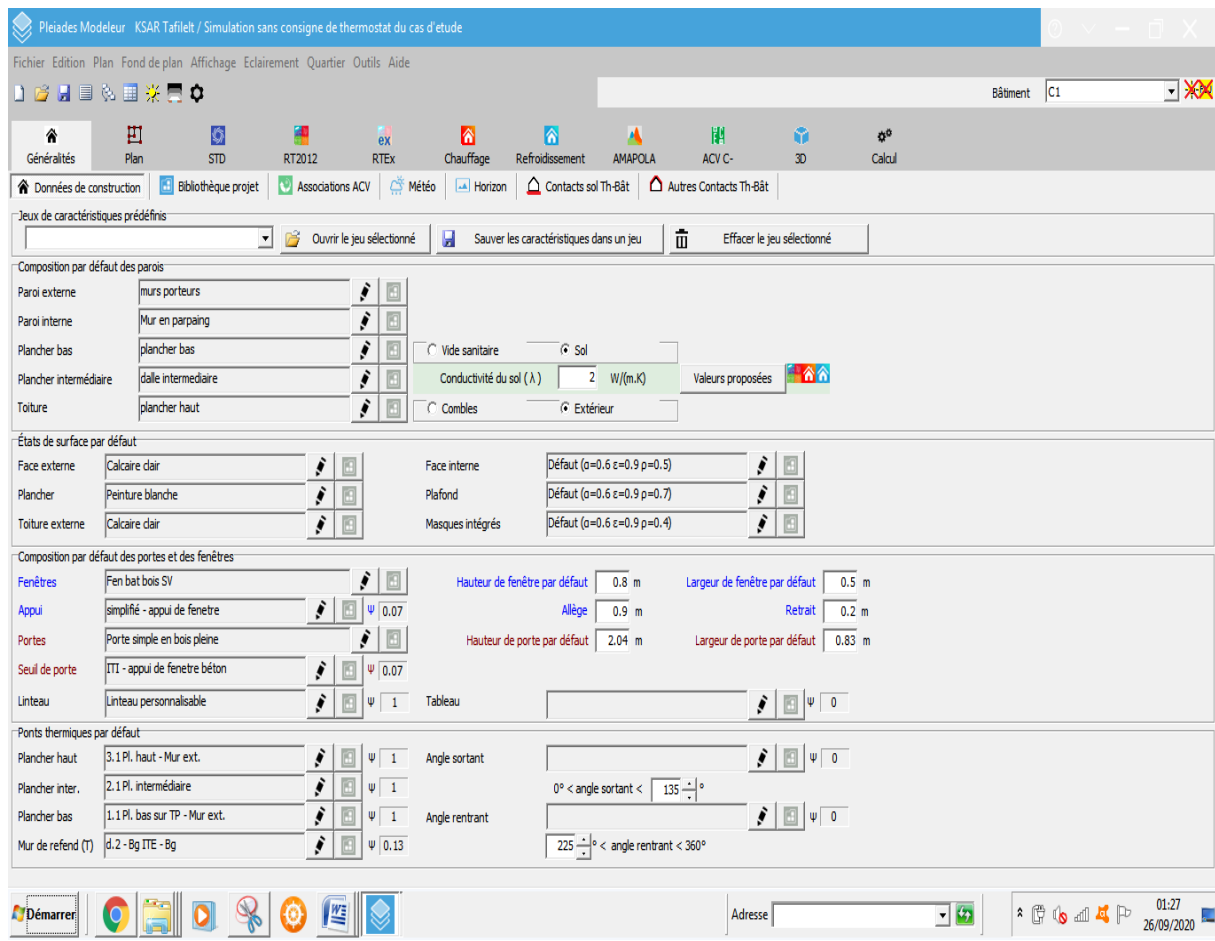 Pleiades Modeleur KSAR Tafilelt / Simulation sans consigne de thermostat du cas d'etude
Fichier Edition Plan Fond de plan Affichage Eclairement Quartier Outils Aide
Bâtiment C1
Généralités Plan STD RT2012 RTEx Chauffage Refroidissement AMAPOLA ACV C- 3D Calcul
Données de construction Bibliothèque projet Associations ACV Météo Horizon Contacts sol Th-Bât Autres Contacts Th-Bât
Jeux de caractéristiques prédéfinis
Ouvrir le jeu sélectionné Sauver les caractéristiques dans un jeu Effacer le jeu sélectionné
Composition par défaut des parois
Paroi externe murs porteurs
Paroi interne Mur en parpaing
Plancher bas plancher bas Vide sanitaire Sol
Plancher intermédiaire dalle intermediaire Conductivité du sol ( λ ) 2 W/(m.K) Valeurs proposées
Toiture plancher haut Combles Extérieur
États de surface par défaut
Face externe Calcaire clair Face interne Défaut (α=0.6 ε=0.9 ρ=0.5)
Plancher Peinture blanche Plafond Défaut (α=0.6 ε=0.9 ρ=0.7)
Toiture externe Calcaire clair Masques intégrés Défaut (α=0.6 ε=0.9 ρ=0.4)
Composition par défaut des portes et des fenêtres
Fenêtres Fen bat bois SV Hauteur de fenêtre par défaut 0.8 m Largeur de fenêtre par défaut 0.5 m
Appui simplifié - appui de fenetre Ψ 0.07 Allège 0.9 m Retrait 0.2 m
Portes Porte simple en bois pleine Hauteur de porte par défaut 2.04 m Largeur de porte par défaut 0.83 m
Seuil de porte ITI - appui de fenetre béton Ψ 0.07
Linteau Linteau personnalisable Ψ 1 Tableau Ψ 0
Ponts thermiques par défaut
Plancher haut 3.1 Pl. haut - Mur ext. Ψ 1 Angle sortant Ψ 0
Plancher inter. 2.1 Pl. intermédiaire Ψ 1 0° < angle sortant < 135 °
Plancher bas 1.1 Pl. bas sur TP - Mur ext. Ψ 1 Angle rentrant Ψ 0
Mur de refend (T) d.2 - Bg ITE - Bg Ψ 0.13 225 ° < angle rentrant < 360°
Démarrer Adresse 01:27
26/09/2020